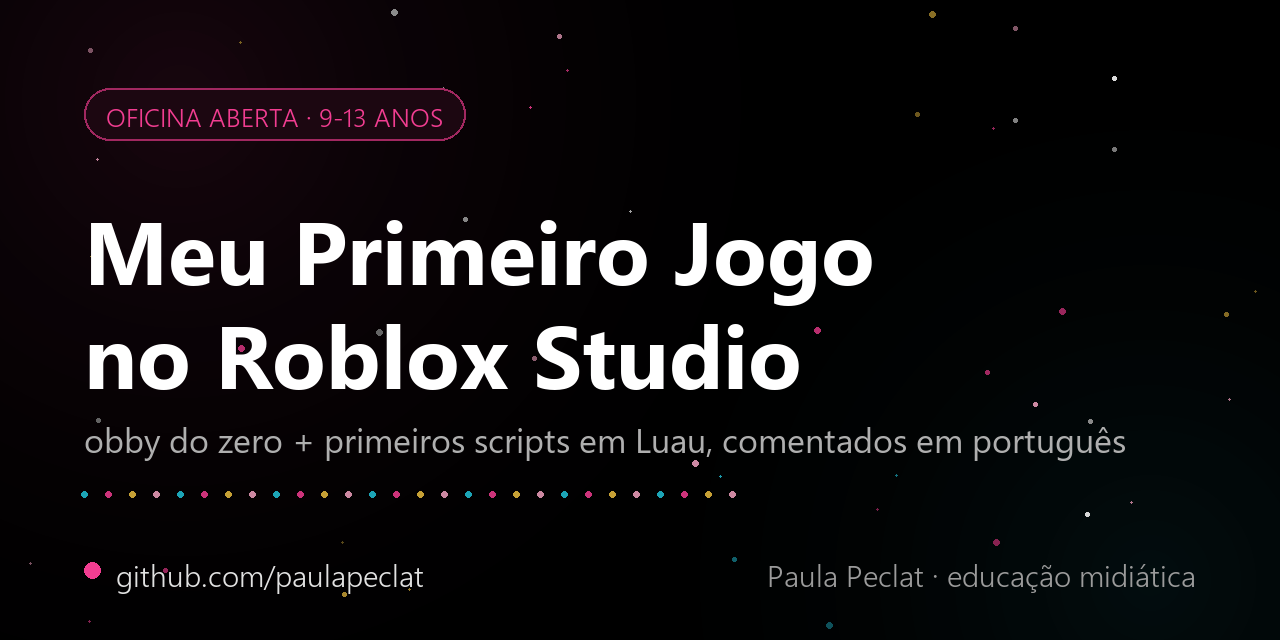 OFICINA ABERTA · 9-13 ANOS
Meu Primeiro Jogo
no Roblox Studio
obby do zero + primeiros scripts em Luau, comentados em português
github.com/paulapeclat
Paula Peclat · educação midiática